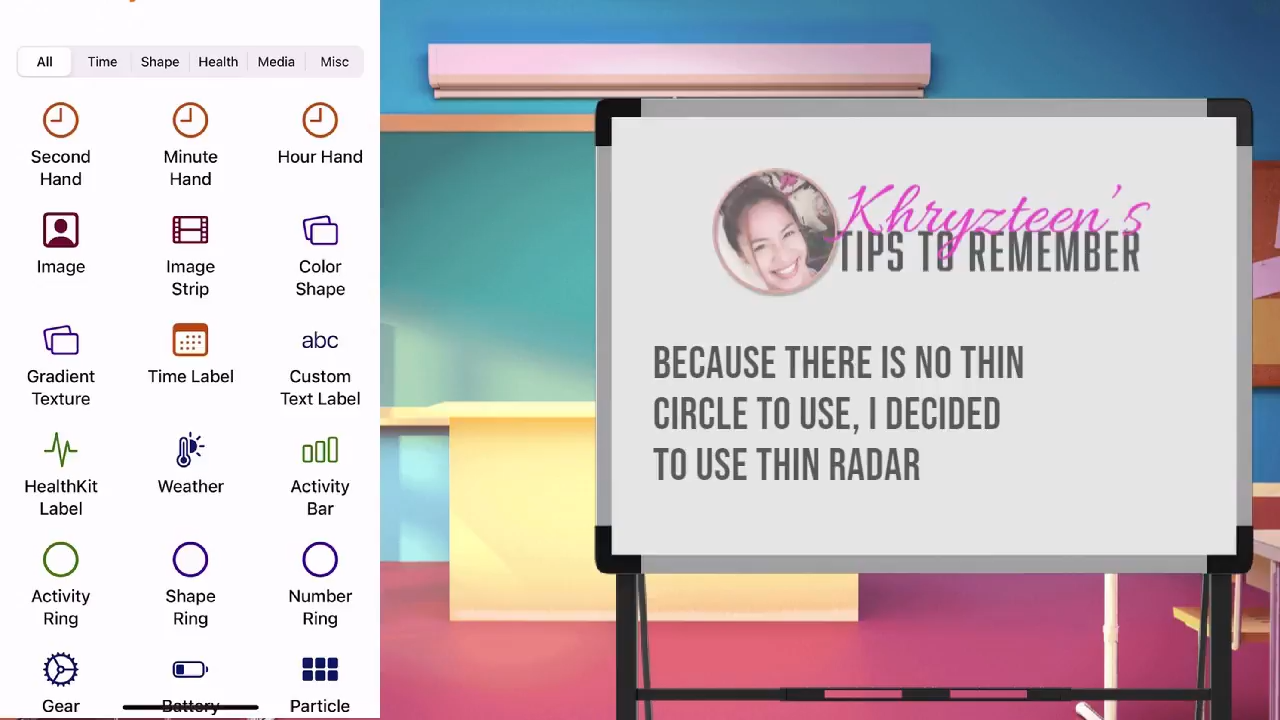 All
Time
Shape
Health
Media
Misc
Second
Hand
Minute
Hand
Hour Hand
Image
Image
Strip
Color
Shape
Gradient
Texture
Time Label
abc
Custom
Text Label
HealthKit
Label
Weather
Activity
Bar
Activity
Ring
Shape
Ring
Number
Ring
Gear
Battery
Particle
Khryzteen's
TIPS TO REMEMBER
BECAUSE THERE IS NO THIN
CIRCLE TO USE, I DECIDED
TO USE THIN RADAR